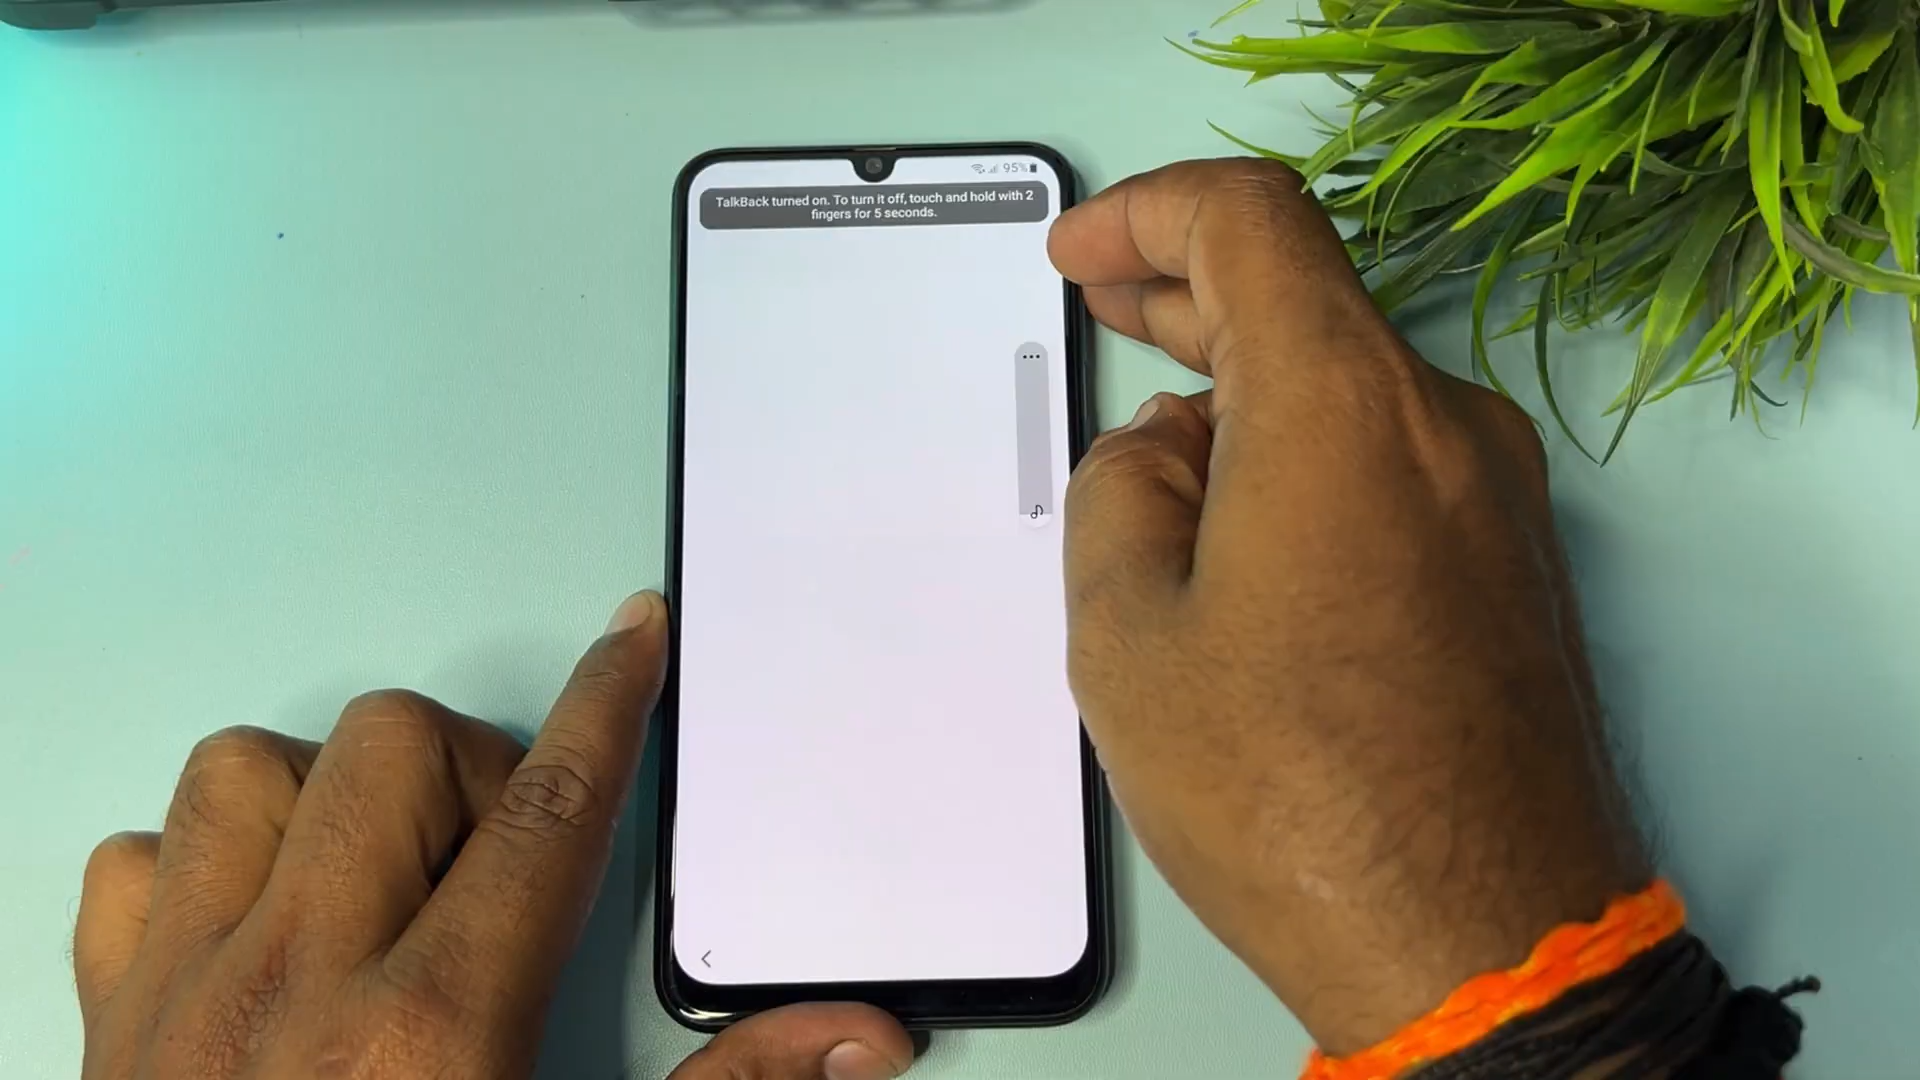 95%
TalkBack turned on. To turn it off, touch and hold with 2
fingers for 5 seconds.